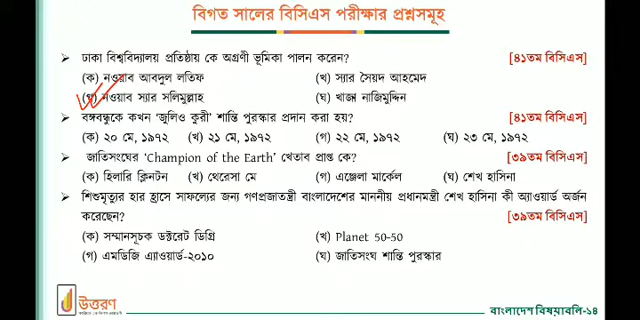 বিগত সালের বিসিএস পরীক্ষার প্রশ্নসমূহ
ঢাকা বিশ্ববিদ্যালয় প্রতিষ্ঠায় কে অগ্রণী ভূমিকা পালন করেন? [৪১তম বিসিএস]
(ক) নওয়াব আবদুল লতিফ (খ) স্যার সৈয়দ আহমেদ
(গ) নওয়াব স্যার সলিমুল্লাহ (ঘ) খাজা নাজিমুদ্দিন
বঙ্গবন্ধুকে কখন 'জুলিও কুরী' শান্তি পুরস্কার প্রদান করা হয়? [৪১তম বিসিএস]
(ক) ২০ মে, ১৯৭২ (খ) ২১ মে, ১৯৭২ (গ) ২২ মে, ১৯৭২ (ঘ) ২৩ মে, ১৯৭২
জাতিসংঘের 'Champion of the Earth' খেতাব প্রাপ্ত কে? [৩৯তম বিসিএস]
(ক) হিলারি ক্লিনটন (খ) থেরেসা মে (গ) এঞ্জেলা মার্কেল (ঘ) শেখ হাসিনা
শিশুমৃত্যুর হার হ্রাসে সাফল্যের জন্য গণপ্রজাতন্ত্রী বাংলাদেশের মাননীয় প্রধানমন্ত্রী শেখ হাসিনা কী অ্যাওয়ার্ড অর্জন
করেছেন? [৩৯তম বিসিএস]
(ক) সম্মানসূচক ডক্টরেট ডিগ্রি (খ) Planet 50-50
(গ) এমডিজি এ্যাওয়ার্ড-২০১০ (ঘ) জাতিসংঘ শান্তি পুরস্কার
উত্তরণ
বাংলাদেশ বিষয়াবলি-১৪